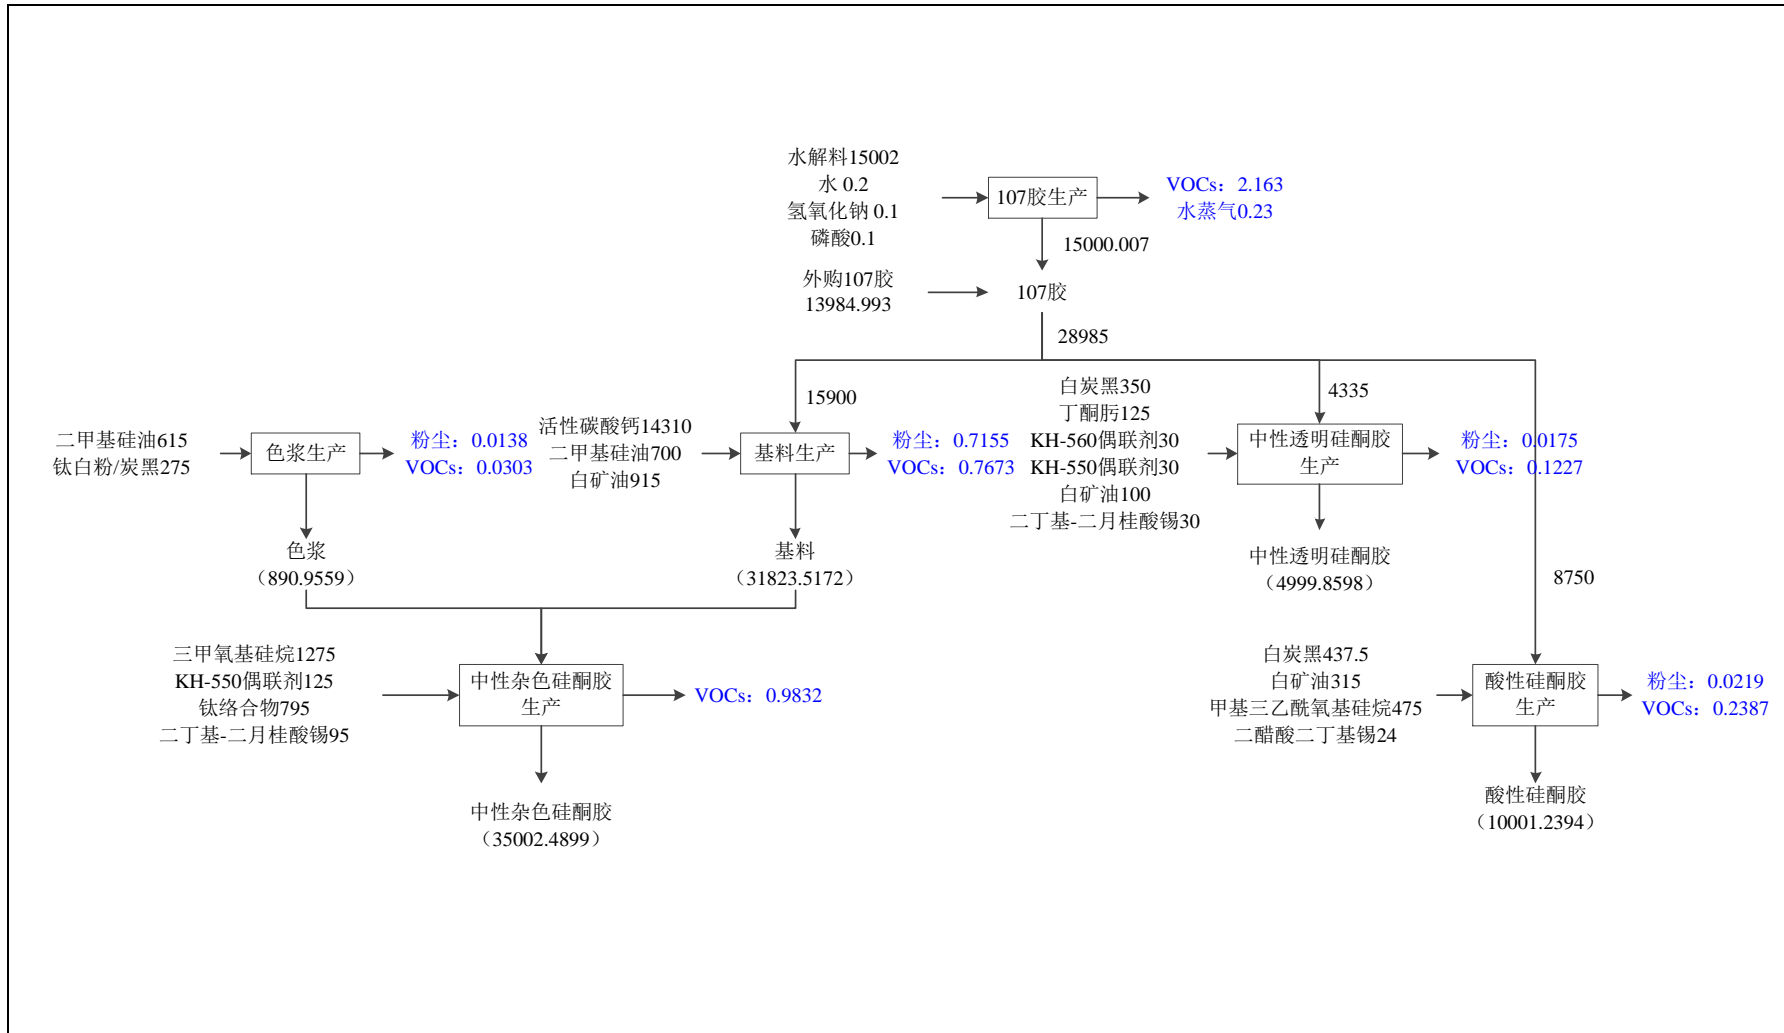 水解料15002
水 0.2
氢氧化钠 0.1
磷酸0.1
107胶生产
VOCs：2.163
水蒸气0.23
15000.007
外购107胶
13984.993
107胶
28985
15900
4335
8750
二甲基硅油615
钛白粉/炭黑275
色浆生产
粉尘：0.0138
VOCs：0.0303
活性碳酸钙14310
二甲基硅油700
白矿油915
基料生产
粉尘：0.7155
VOCs：0.7673
白炭黑350
丁酮肟125
KH-560偶联剂30
KH-550偶联剂30
白矿油100
二丁基-二月桂酸锡30
中性透明硅酮胶
生产
粉尘：0.0175
VOCs：0.1227
色浆
（890.9559）
基料
（31823.5172）
中性透明硅酮胶
（4999.8598）
三甲氧基硅烷1275
KH-550偶联剂125
钛络合物795
二丁基-二月桂酸锡95
中性杂色硅酮胶
生产
VOCs：0.9832
白炭黑437.5
白矿油315
甲基三乙酰氧基硅烷475
二醋酸二丁基锡24
酸性硅酮胶
生产
粉尘：0.0219
VOCs：0.2387
中性杂色硅酮胶
（35002.4899）
酸性硅酮胶
（10001.2394）